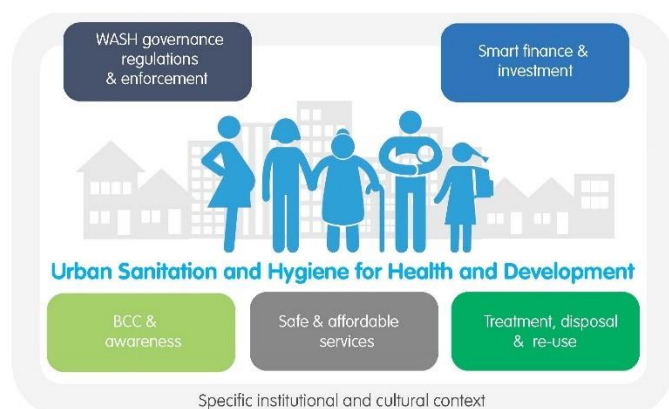 WASH governance
regulations
& enforcement
Smart finance &
investment
Urban Sanitation and Hygiene for Health and Development
BCC &
awareness
Safe & affordable
services
Treatment, disposal
& re-use
Specific institutional and cultural context